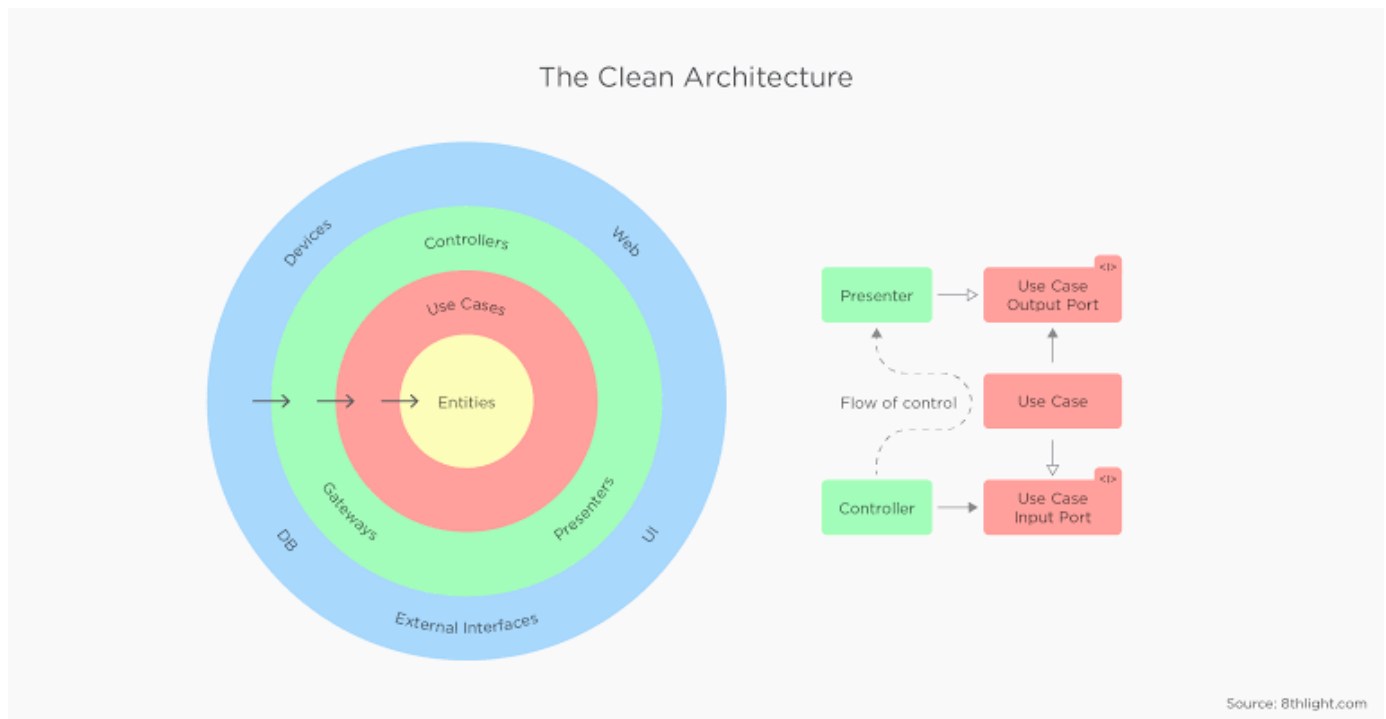 The Clean Architecture
Devices
Web
Controllers
Use Cases
Entities
Gateways
Presenters
DB
UI
External Interfaces
Presenter
<I>
Use Case
Output Port
Flow of control
Use Case
Controller
<I>
Use Case
Input Port
Source: 8thlight.com